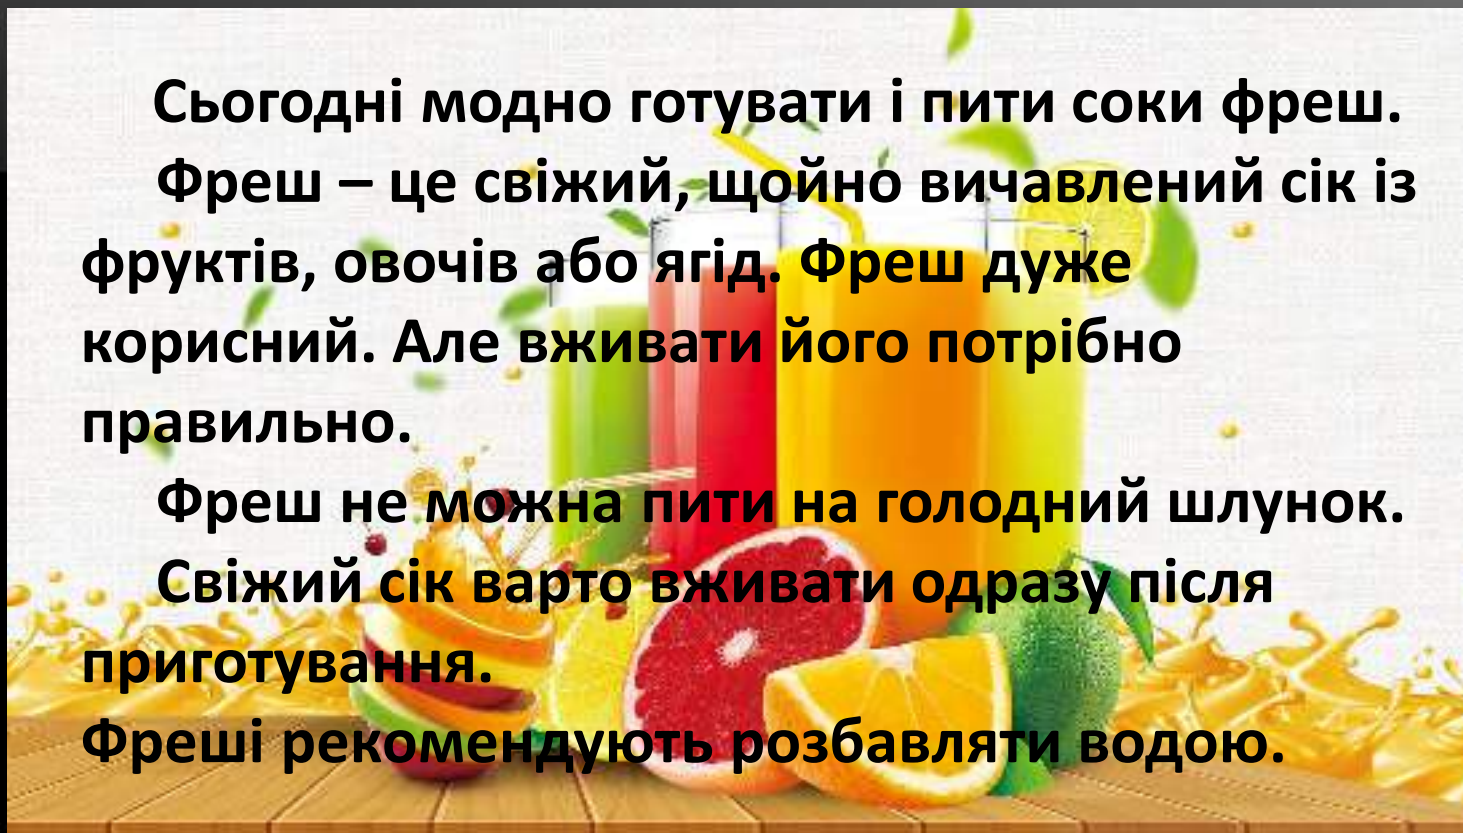 Сьогодні модно готувати і пити соки фреш.
Фреш – це свіжий, щойно вичавлений сік із
фруктів, овочів або ягід. Фреш дуже
корисний. Але вживати його потрібно
правильно.
Фреш не можна пити на голодний шлунок.
Свіжий сік варто вживати одразу після
приготування.
Фреші рекомендують розбавляти водою.